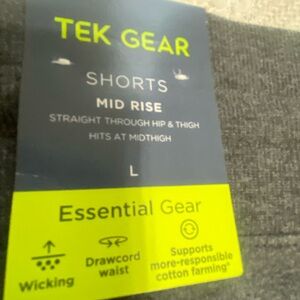 TEK GEAR
SHORTS
MID RISE
STRAIGHT THROUGH HIP & THIGH
HITS AT MIDTHIGH
L
Essential Gear
Wicking
Drawcord
waist
Supports
more-responsible
cotton farming*